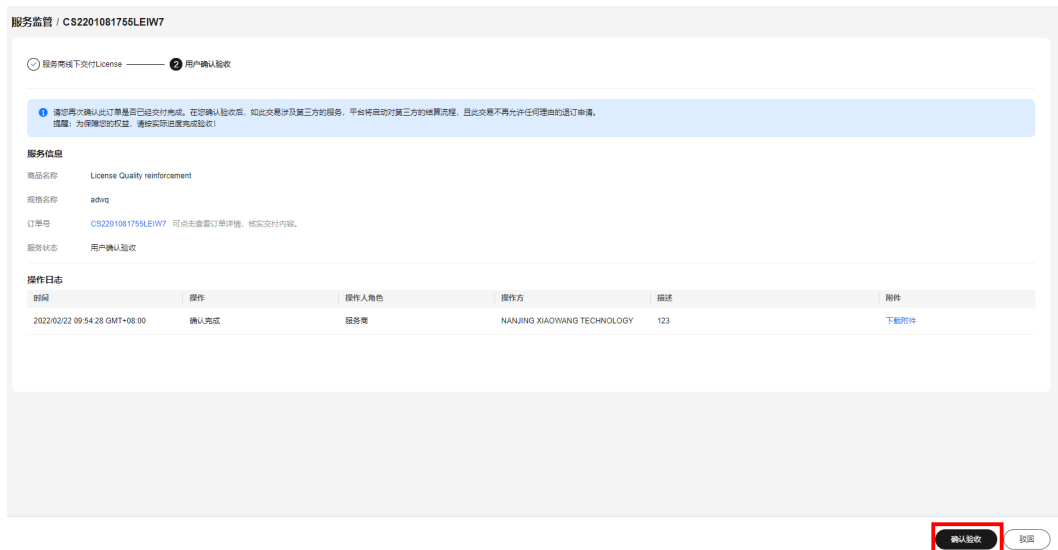 服务监管 / CS2201081755LEIW7
服务商线下交付License 2 用户确认验收
请您再次确认此订单是否已经交付完成。在您确认验收后，如此交易涉及第三方的服务，平台将启动对第三方的结算流程，且此交易不再允许任何理由的退订申请。
提醒：为保障您的权益，请按实际进度完成验收！
服务信息
商品名称 License Quality reinforcement
规格名称 adwq
订单号 CS2201081755LEIW7 可点击查看订单详情，核实交付内容。
服务状态 用户确认验收
操作日志
时间 操作 操作人角色 操作方 描述 附件
2022/02/22 09:54:28 GMT+08:00 确认完成 服务商 NANJING XIAOWANG TECHNOLOGY 123 下载附件
确认验收 驳回